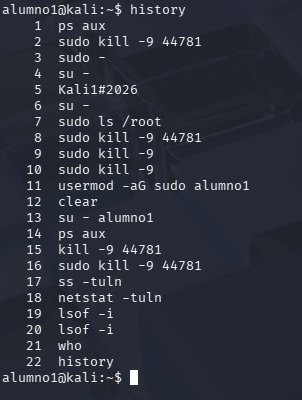 alumno1@kali:~$ history
1 ps aux
2 sudo kill -9 44781
3 sudo -
4 su -
5 Kali1#2026
6 su -
7 sudo ls /root
8 sudo kill -9 44781
9 sudo kill -9
10 sudo kill -9
11 usermod -aG sudo alumno1
12 clear
13 su - alumno1
14 ps aux
15 kill -9 44781
16 sudo kill -9 44781
17 ss -tuln
18 netstat -tuln
19 lsof -i
20 lsof -i
21 who
22 history
alumno1@kali:~$